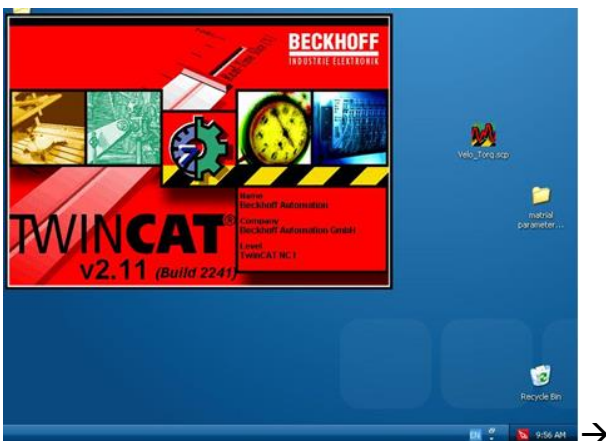 BECKHOFF
INDUSTRIE ELEKTRONIK
Velo_Torq.scp
matrial
parameter...
Name
Beckhoff Automation
Company
Beckhoff Automation GmbH
Level
TwinCAT NC I
TWINCAT®
v2.11 (Build 2241)
Recycle Bin
EN
9:56 AM
→